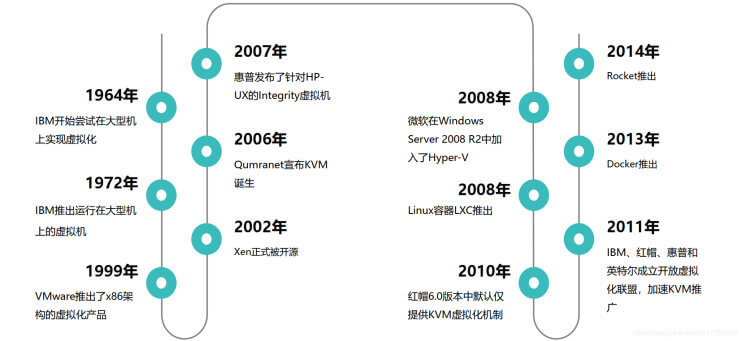 1964年
IBM开始尝试在大型机
上实现虚拟化
1972年
IBM推出运行在大型机
上的虚拟机
1999年
VMware推出了x86架
构的虚拟化产品
2002年
Xen正式被开源
2006年
Qumranet宣布KVM
诞生
2007年
惠普发布了针对HP-
UX的Integrity虚拟机
2008年
微软在Windows
Server 2008 R2中加
入了Hyper-V
2008年
Linux容器LXC推出
2010年
红帽6.0版本中默认仅
提供KVM虚拟化机制
2011年
IBM、红帽、惠普和
英特尔成立开放虚拟
化联盟，加速KVM推
广
2013年
Docker推出
2014年
Rocket推出